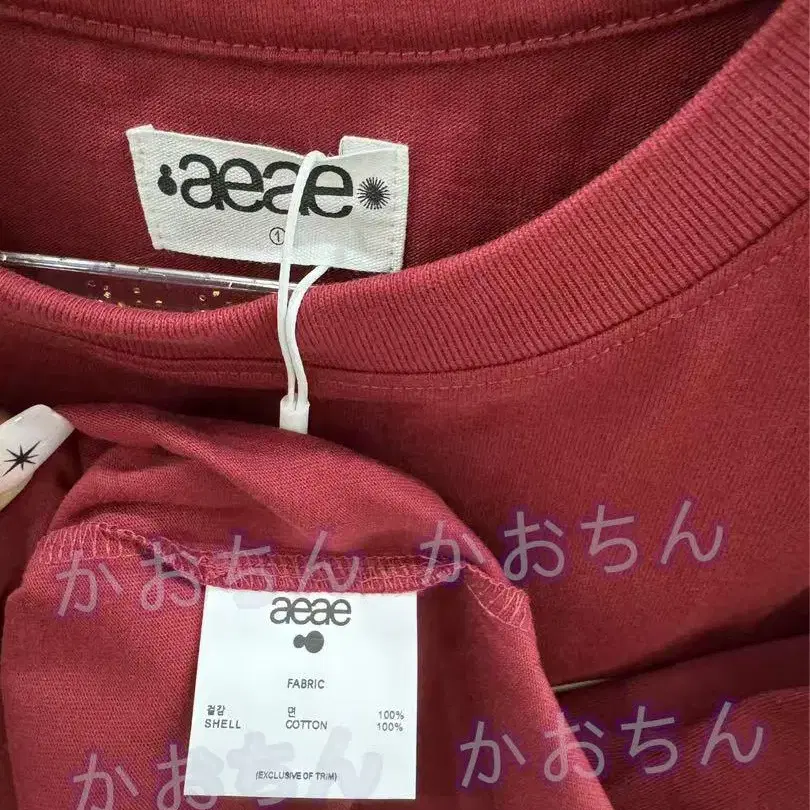 aeae
①
かおちん かおちん
aeae
FABRIC
겉감 면 100%
SHELL COTTON 100%
かおちん かおちん
(EXCLUSIVE OF TRIM)